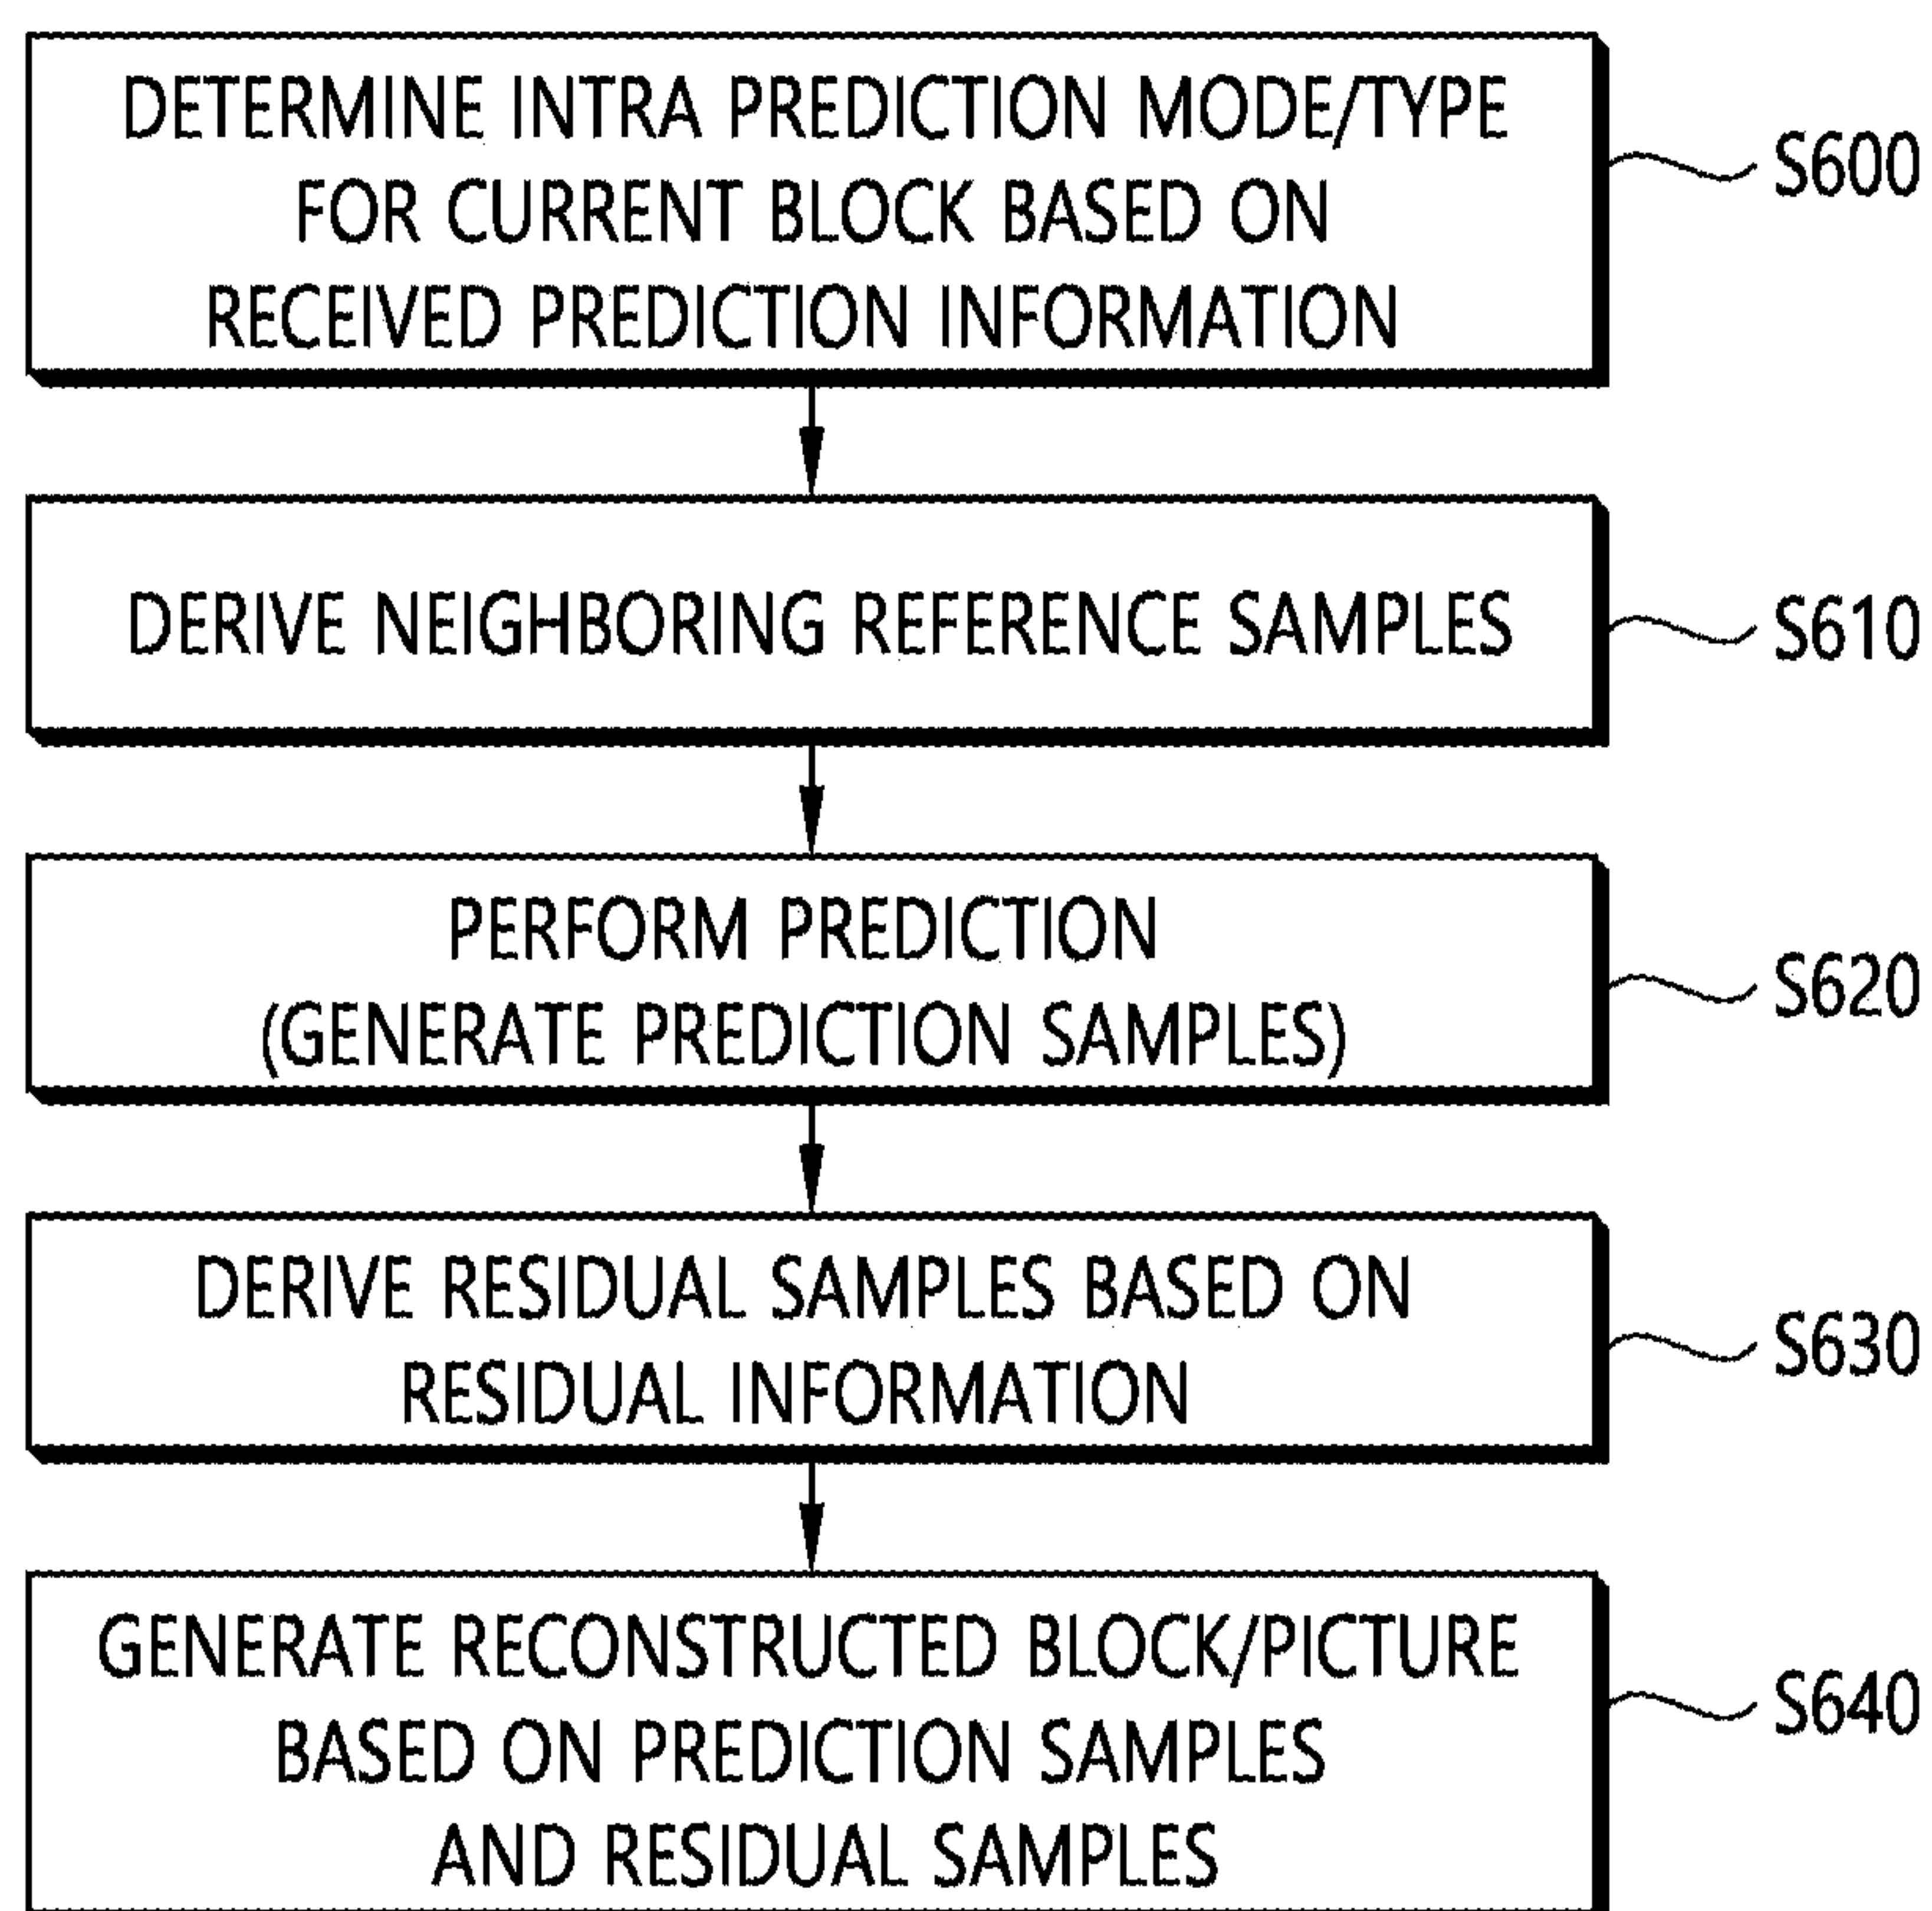 DETERMINE INTRA PREDICTION MODE/TYPE
FOR CURRENT BLOCK BASED ON
RECEIVED PREDICTION INFORMATION
S600
DERIVE NEIGHBORING REFERENCE SAMPLES
S610
PERFORM PREDICTION
(GENERATE PREDICTION SAMPLES)
S620
DERIVE RESIDUAL SAMPLES BASED ON
RESIDUAL INFORMATION
S630
GENERATE RECONSTRUCTED BLOCK/PICTURE
BASED ON PREDICTION SAMPLES
AND RESIDUAL SAMPLES
S640